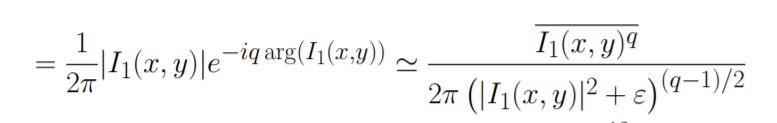 = \frac{1}{2\pi} |I_1(x, y)| e^{-iq \arg(I_1(x,y))} \simeq \frac{\overline{I_1(x, y)^q}}{2\pi \left(|I_1(x, y)|^2 + \varepsilon\right)^{(q-1)/2}}